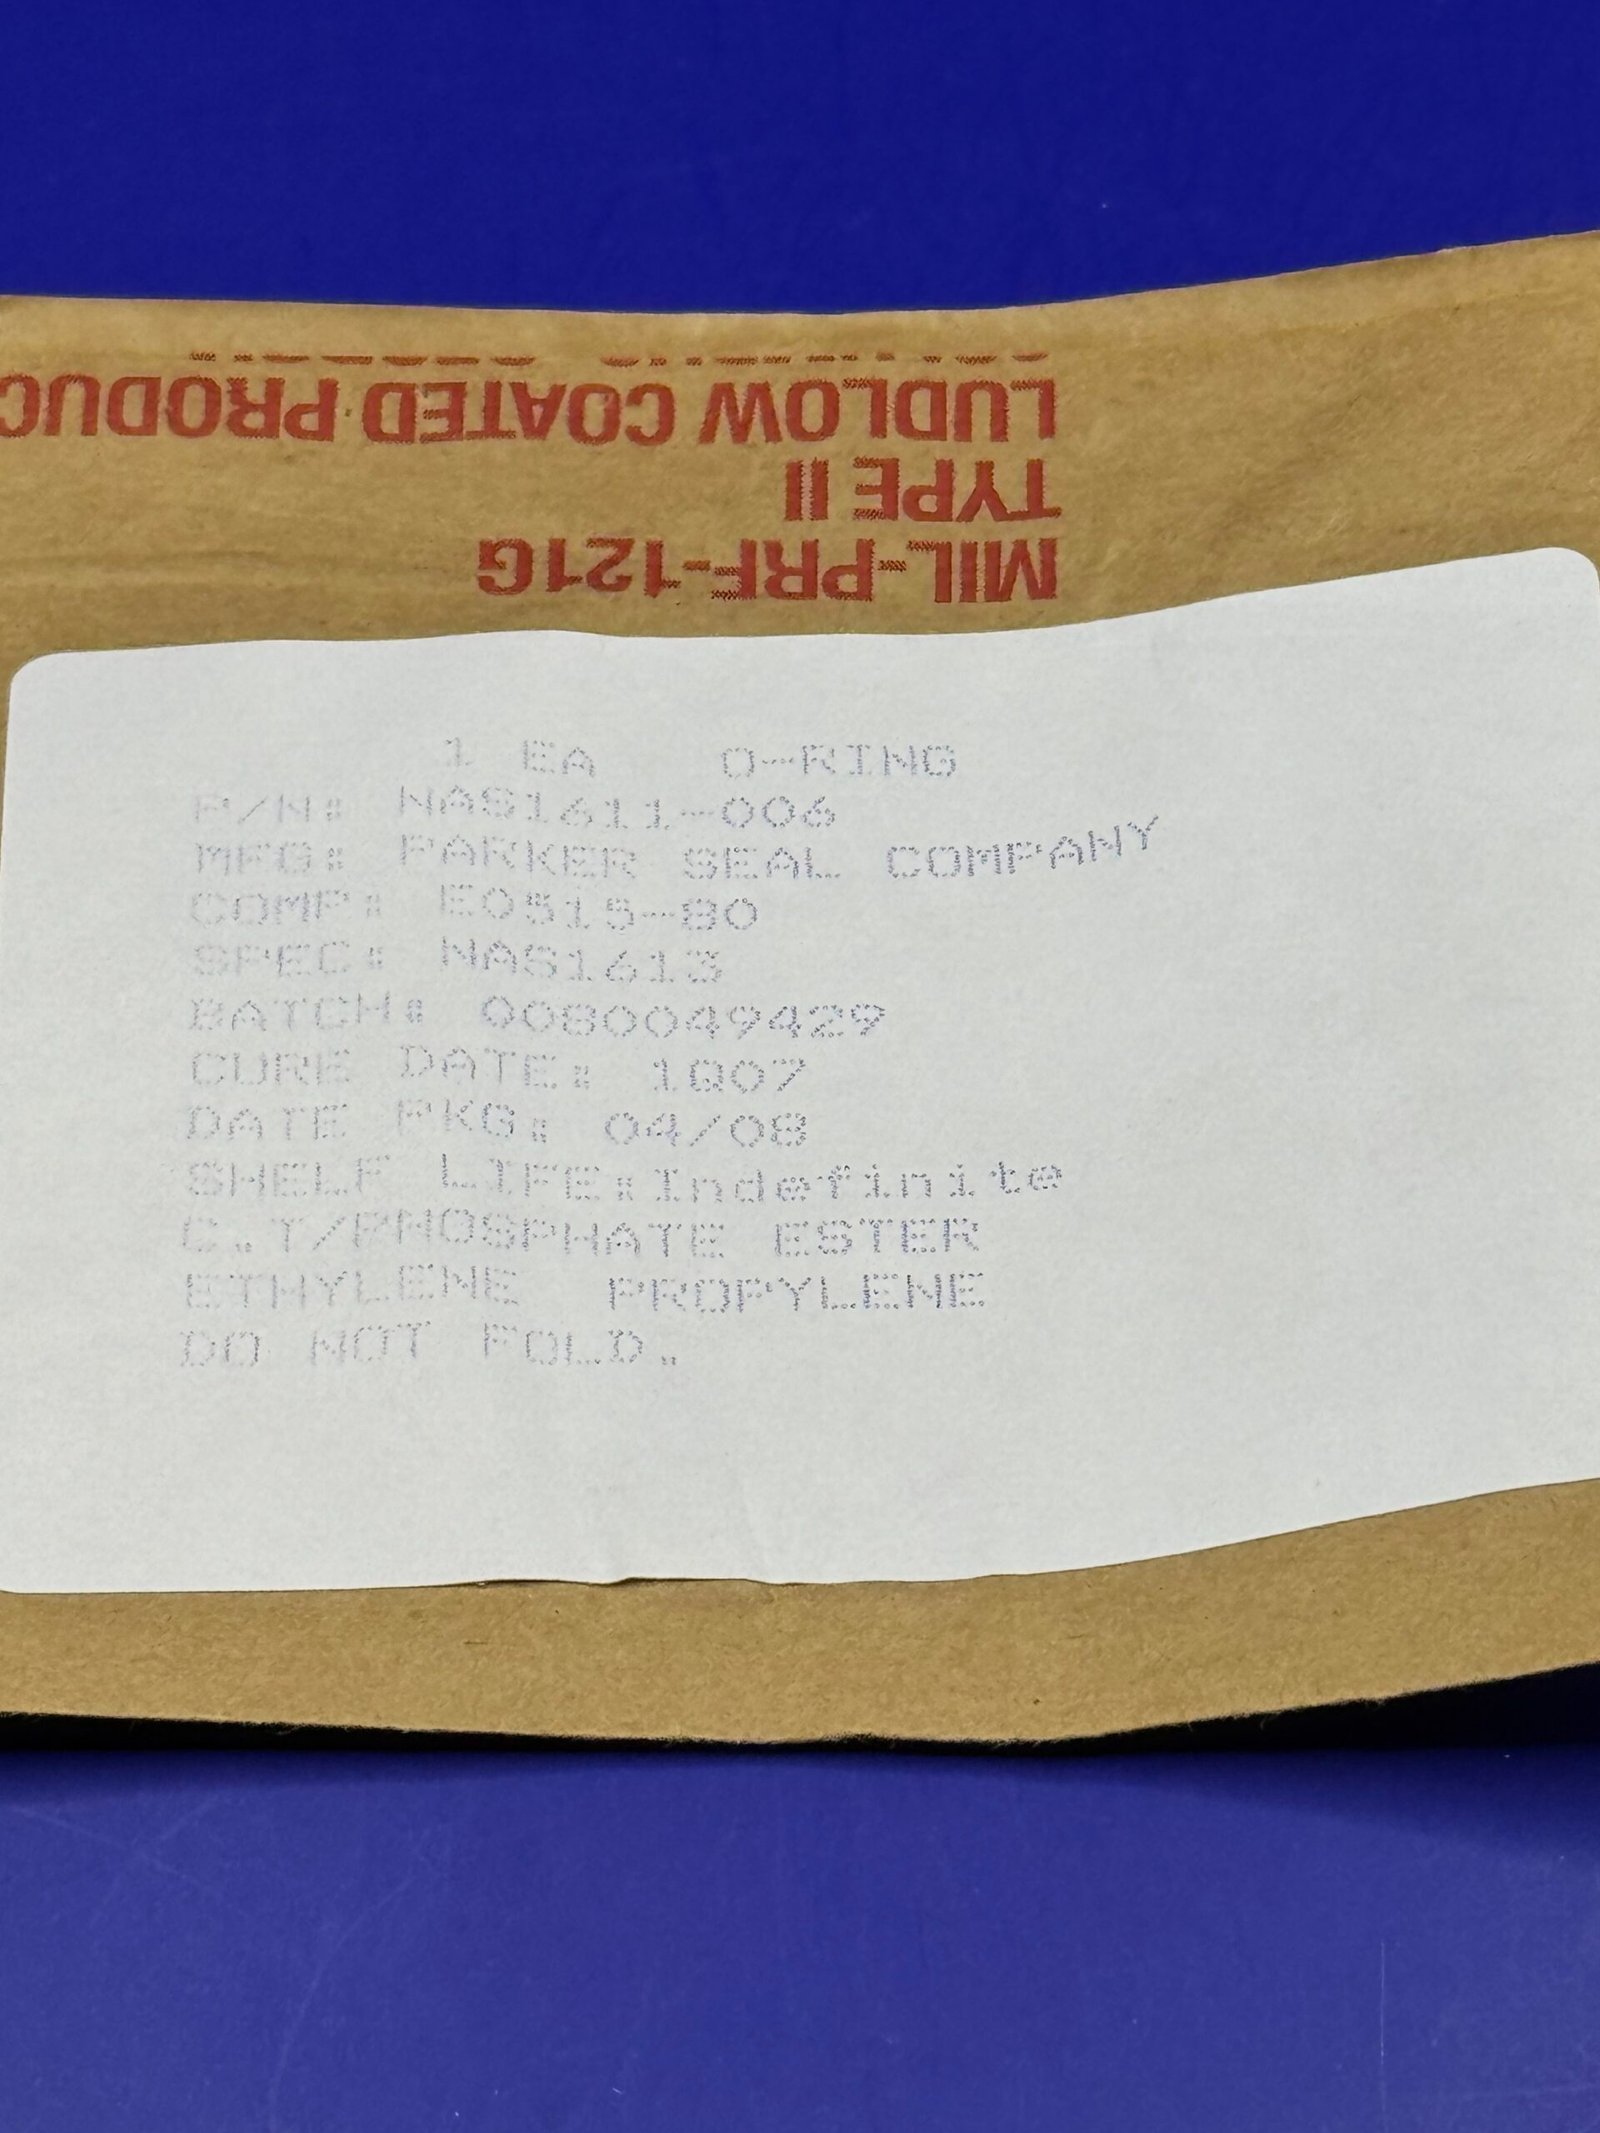 LUDLOW COATED PRODUC
TYPE II
MIL-PRF-121G
1 EA O-RING
P/N: NAS1611-006
MFG: PARKER SEAL COMPANY
COMP: E0515-80
SPEC: NAS1613
BATCH: 0080049429
CURE DATE: 1Q07
DATE PKG: 04/08
SHELF LIFE:Indefinite
C.T/PHOSPHATE ESTER
ETHYLENE PROPYLENE
DO NOT FOLD.